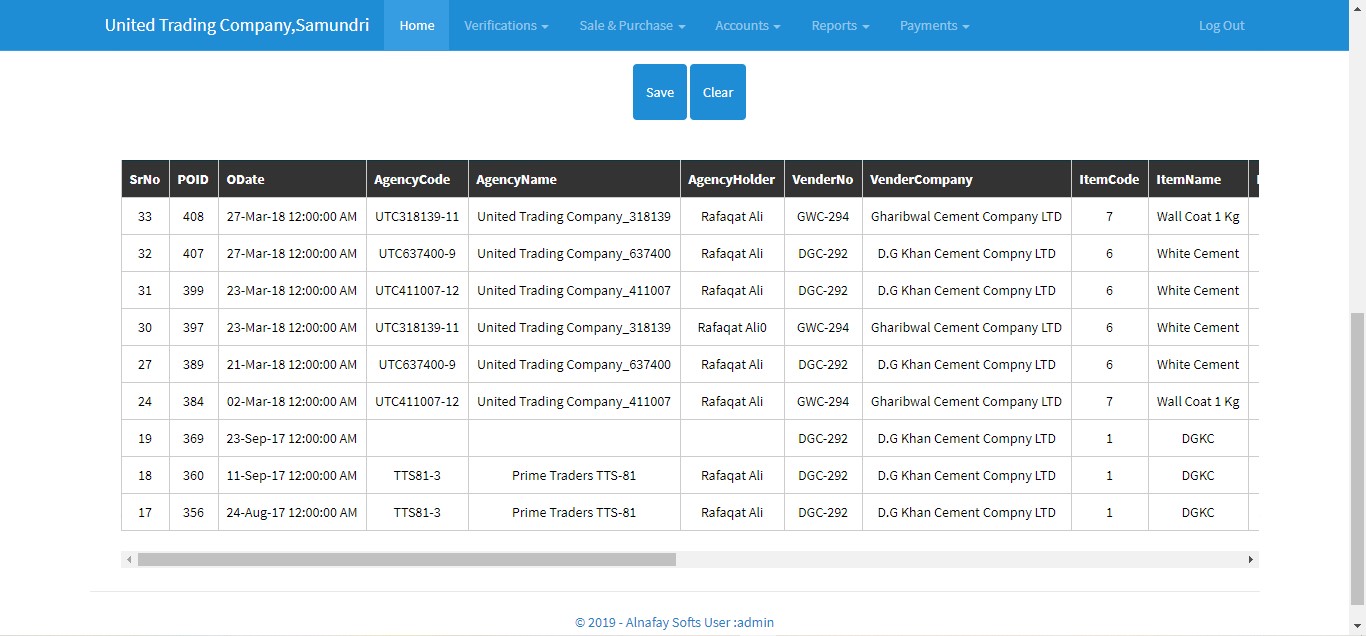 United Trading Company,Samundri Home Verifications Sale & Purchase Accounts Reports Payments Log Out
Save Clear
SrNo POID ODate AgencyCode AgencyName AgencyHolder VenderNo VenderCompany ItemCode ItemName
33 408 27-Mar-18 12:00:00 AM UTC318139-11 United Trading Company_318139 Rafaqat Ali GWC-294 Gharibwal Cement Company LTD 7 Wall Coat 1 Kg
32 407 27-Mar-18 12:00:00 AM UTC637400-9 United Trading Company_637400 Rafaqat Ali DGC-292 D.G Khan Cement Compny LTD 6 White Cement
31 399 23-Mar-18 12:00:00 AM UTC411007-12 United Trading Company_411007 Rafaqat Ali DGC-292 D.G Khan Cement Compny LTD 6 White Cement
30 397 23-Mar-18 12:00:00 AM UTC318139-11 United Trading Company_318139 Rafaqat Ali0 GWC-294 Gharibwal Cement Company LTD 6 White Cement
27 389 21-Mar-18 12:00:00 AM UTC637400-9 United Trading Company_637400 Rafaqat Ali DGC-292 D.G Khan Cement Compny LTD 6 White Cement
24 384 02-Mar-18 12:00:00 AM UTC411007-12 United Trading Company_411007 Rafaqat Ali GWC-294 Gharibwal Cement Company LTD 7 Wall Coat 1 Kg
19 369 23-Sep-17 12:00:00 AM DGC-292 D.G Khan Cement Compny LTD 1 DGKC
18 360 11-Sep-17 12:00:00 AM TTS81-3 Prime Traders TTS-81 Rafaqat Ali DGC-292 D.G Khan Cement Compny LTD 1 DGKC
17 356 24-Aug-17 12:00:00 AM TTS81-3 Prime Traders TTS-81 Rafaqat Ali DGC-292 D.G Khan Cement Compny LTD 1 DGKC
© 2019 - Alnafay Softs User :admin